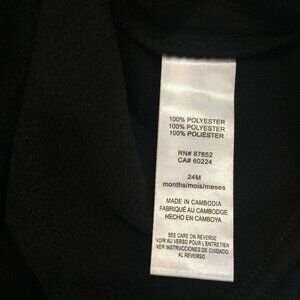 100% POLYESTER
100% POLYESTER
100% POLIÉSTER
RN# 87652
CA# 60224
24M
months/mois/meses
MADE IN CAMBODIA
FABRIQUÉ AU CAMBODGE
HECHO EN CAMBOYA
SEE CARE ON REVERSE
VOIR AU VERSO POUR L'ENTRETIEN
VER INSTRUCCIONES DE CUIDADO
AL REVERSO